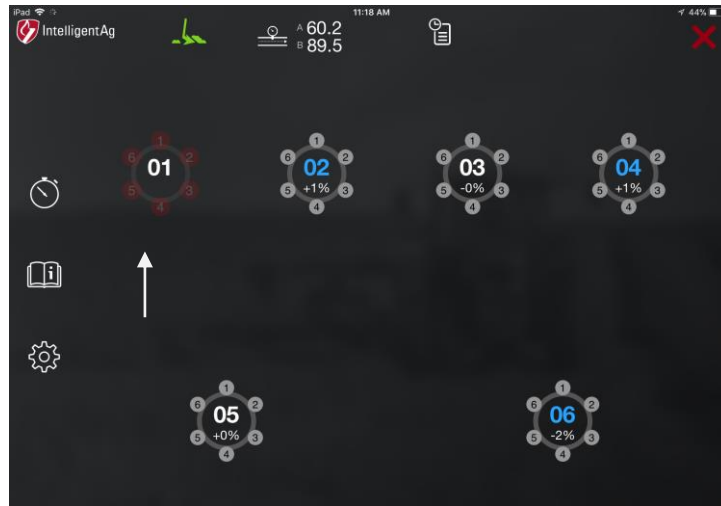 iPad 11:18 AM 44%
IntelligentAg A 60.2
B 89.5
1 1 1 1
6 2 6 2 6 2 6 2
01 02 03 04
+1% -0% +1%
5 3 5 3 5 3 5 3
4 4 4 4
i
1 1
6 2 6 2
05 06
+0% -2%
5 3 5 3
4 4